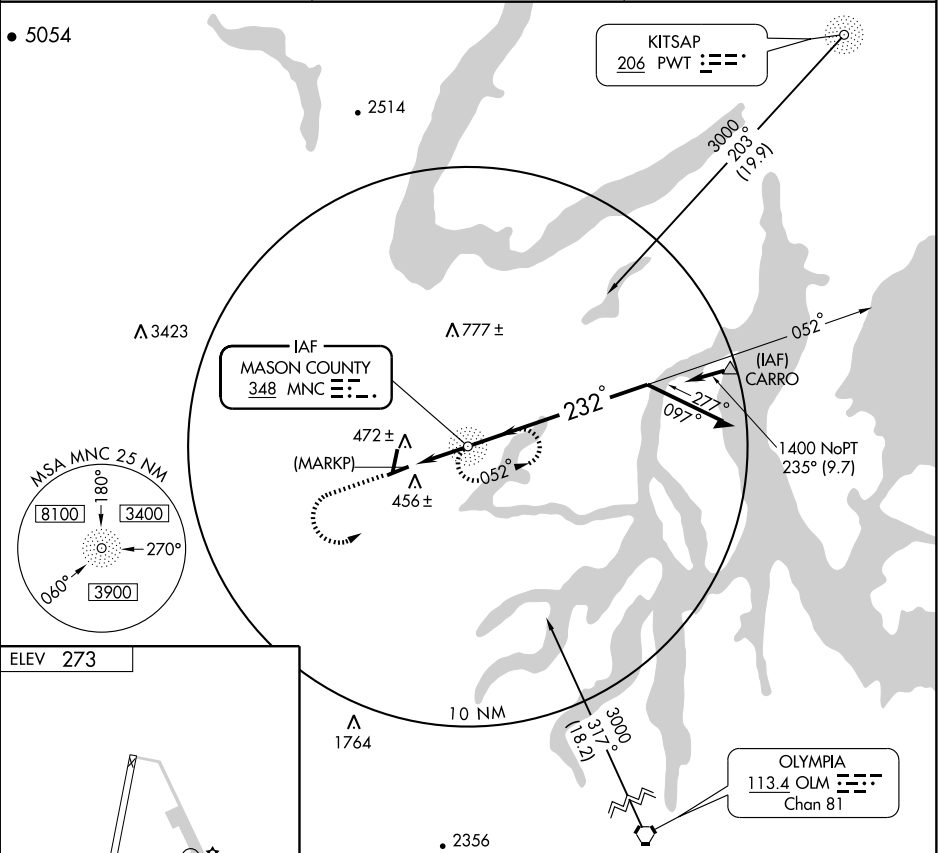 5054
KITSAP
206 PWT
2514
3000
203°
(19.9)
3423
777 ±
052°
IAF
MASON COUNTY
348 MNC
(IAF)
CARRO
232°
277°
097°
472 ±
(MARKP)
052°
1400 NoPT
235° (9.7)
456 ±
MSA MNC 25 NM
180°
8100
3400
270°
060°
3900
ELEV 273
10 NM
1764
3000
317°
(18.2)
OLYMPIA
113.4 OLM
Chan 81
2356